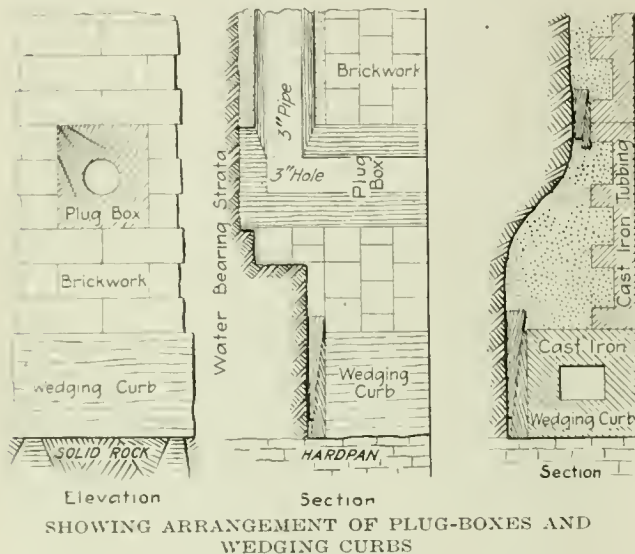 Plug Box
Brickwork
Wedging Curb
SOLID ROCK
Elevation
Water Bearing Strata
3" Pipe
3" Hole
Brickwork
Plug
Box
Wedging
Curb
HARDPAN
Section
Cast Iron Tubbing
Cast Iron
Wedging Curb
Section
SHOWING ARRANGEMENT OF PLUG-BOXES AND
WEDGING CURBS